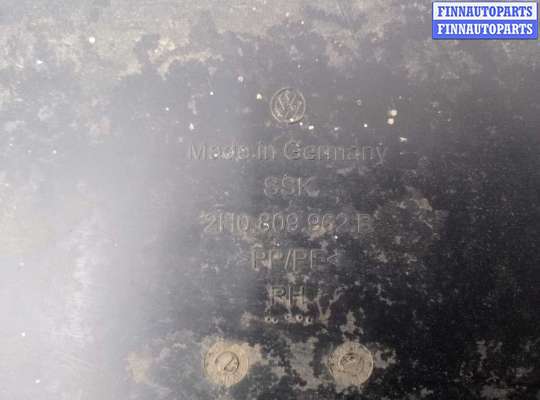 FINNAUTOPARTS
FINNAUTOPARTS
Made in Germany
SSK
2H0.809.962.B
>PP/PE<
RH